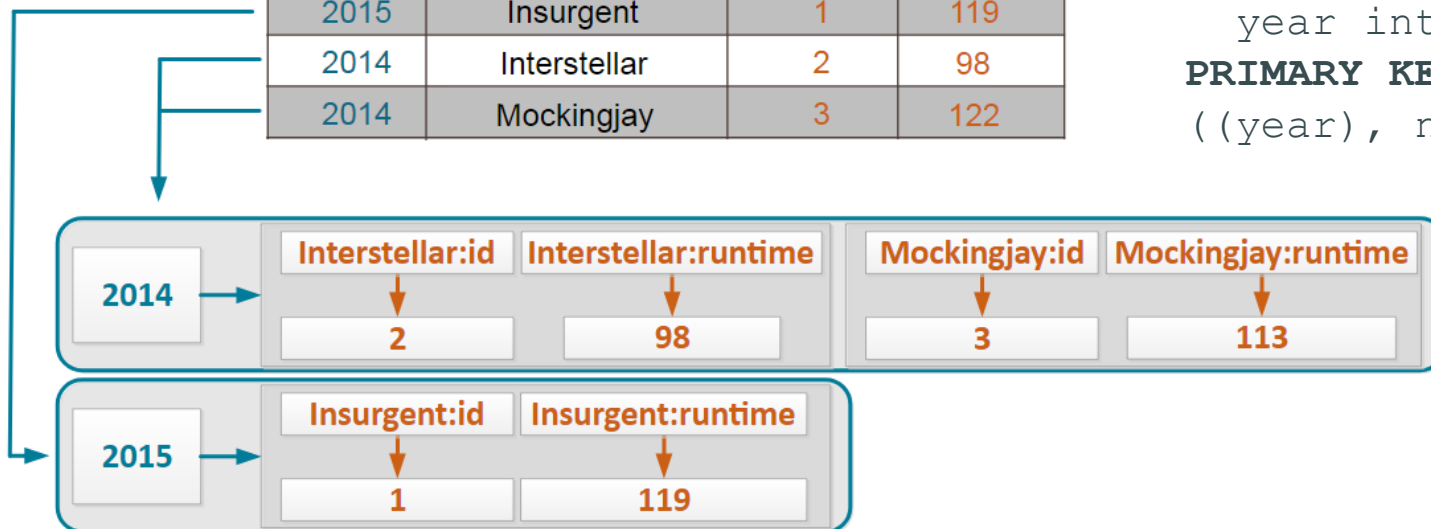 2015 Insurgent 1 119
2014 Interstellar 2 98
2014 Mockingjay 3 122
year int
PRIMARY KE
((year), n
Interstellar:id Interstellar:runtime Mockingjay:id Mockingjay:runtime
2014
2 98 3 113
Insurgent:id Insurgent:runtime
2015
1 119